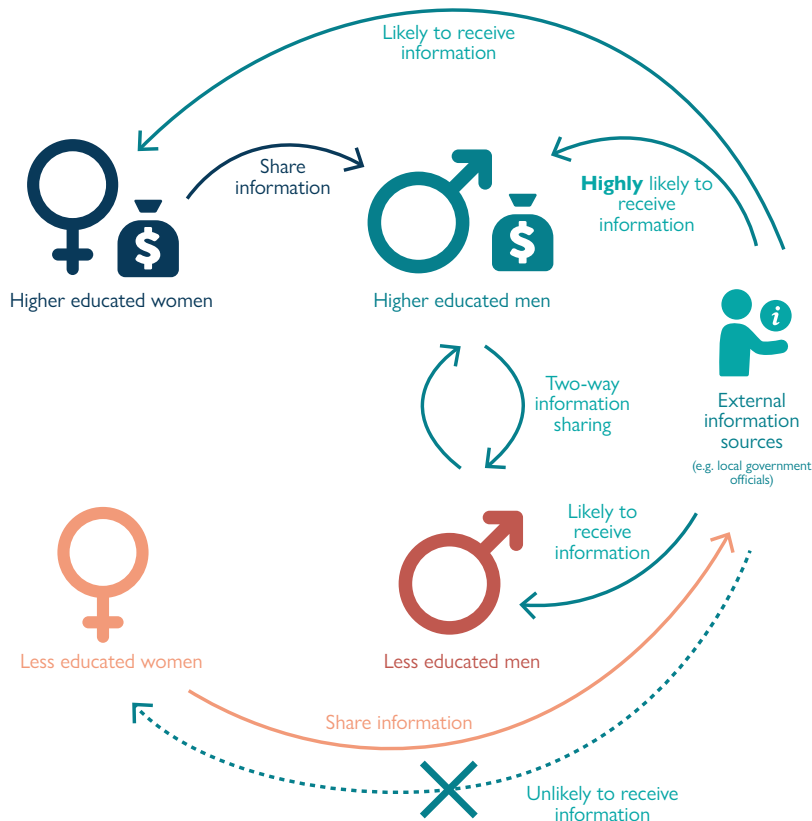 Likely to receive
information
Share
information
Highly likely to
receive
information
$
$
Higher educated women
Higher educated men
i
Two-way
information
sharing
External
information
sources
(e.g. local government
officials)
Likely to
receive
information
Less educated women
Less educated men
Share information
Unlikely to receive
information